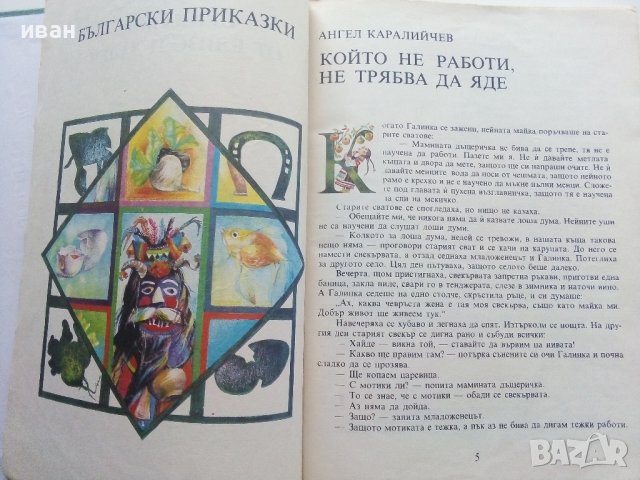 иван
БЪЛГАРСКИ ПРИКАЗКИ
АНГЕЛ КАРАЛИЙЧЕВ
КОЙТО НЕ РАБОТИ,
НЕ ТРЯБВА ДА ЯДЕ
Когато Галинка се зажени, нейната майка поръчваше на ста-
рите сватове:
— Мамината дъщеричка не бива да се трепе, тя не е
научена да работи. Пазете ми я. Не ѝ давайте метлата
къщата и двора да мете, защото ще си напраши очите. Не ѝ
давайте менците вода да носи от чешмата, защото нейното
рамо е крехко и не е научено да мъкне пълни менци. Сложе-
те под главата ѝ пухена възглавничка, защото тя е научена
да спи на мекичко.
Старите сватове се спогледаха, но нищо не казаха.
— Обещайте ми, че никога няма да ѝ кажете лоша дума. Нейните уши
не са научени да слушат лоши думи.
— Колкото за лоша дума, недей се тревожи, в нашата къща такова
нещо няма — проговори старият сват и се качи на каруцата. До него се
намести свекървата, а отзад седнаха младоженецът и Галинка. Потеглиха
за другото село. Цял ден пътуваха, защото селото беше далеко.
Вечерта, щом пристигнаха, свекървата запретна ръкави, приготви една
баница, закла пиле, свари го в тенджерата, слезе в зимника и наточи вино.
А Галинка седеше на едно столче, скръстила ръце, и си думаше:
— „Ах, каква чевръста жена е тая моя свекърва, също като майка ми.
Добър живот ще живеем тук."
Навечеряха се хубаво и легнаха да спят. Изтърколи се нощта. На дру-
гия ден старият свекър се дигна рано и събуди всички:
— Хайде — викна той, — ставайте да вървим на нивата!
— Какво ще правим там? — потърка сънените си очи Галинка и почна
сладко да се прозява.
— Ще копаем царевица.
— С мотики ли? — попита мамината дъщеричка.
— То се знае, че с мотики — обади се свекървата.
— Аз няма да дойда.
— Защо? — запита младоженецът.
— Защото мотиката е тежка, а пък аз не бива да дигам тежки работи.
5
BAZAR
bg